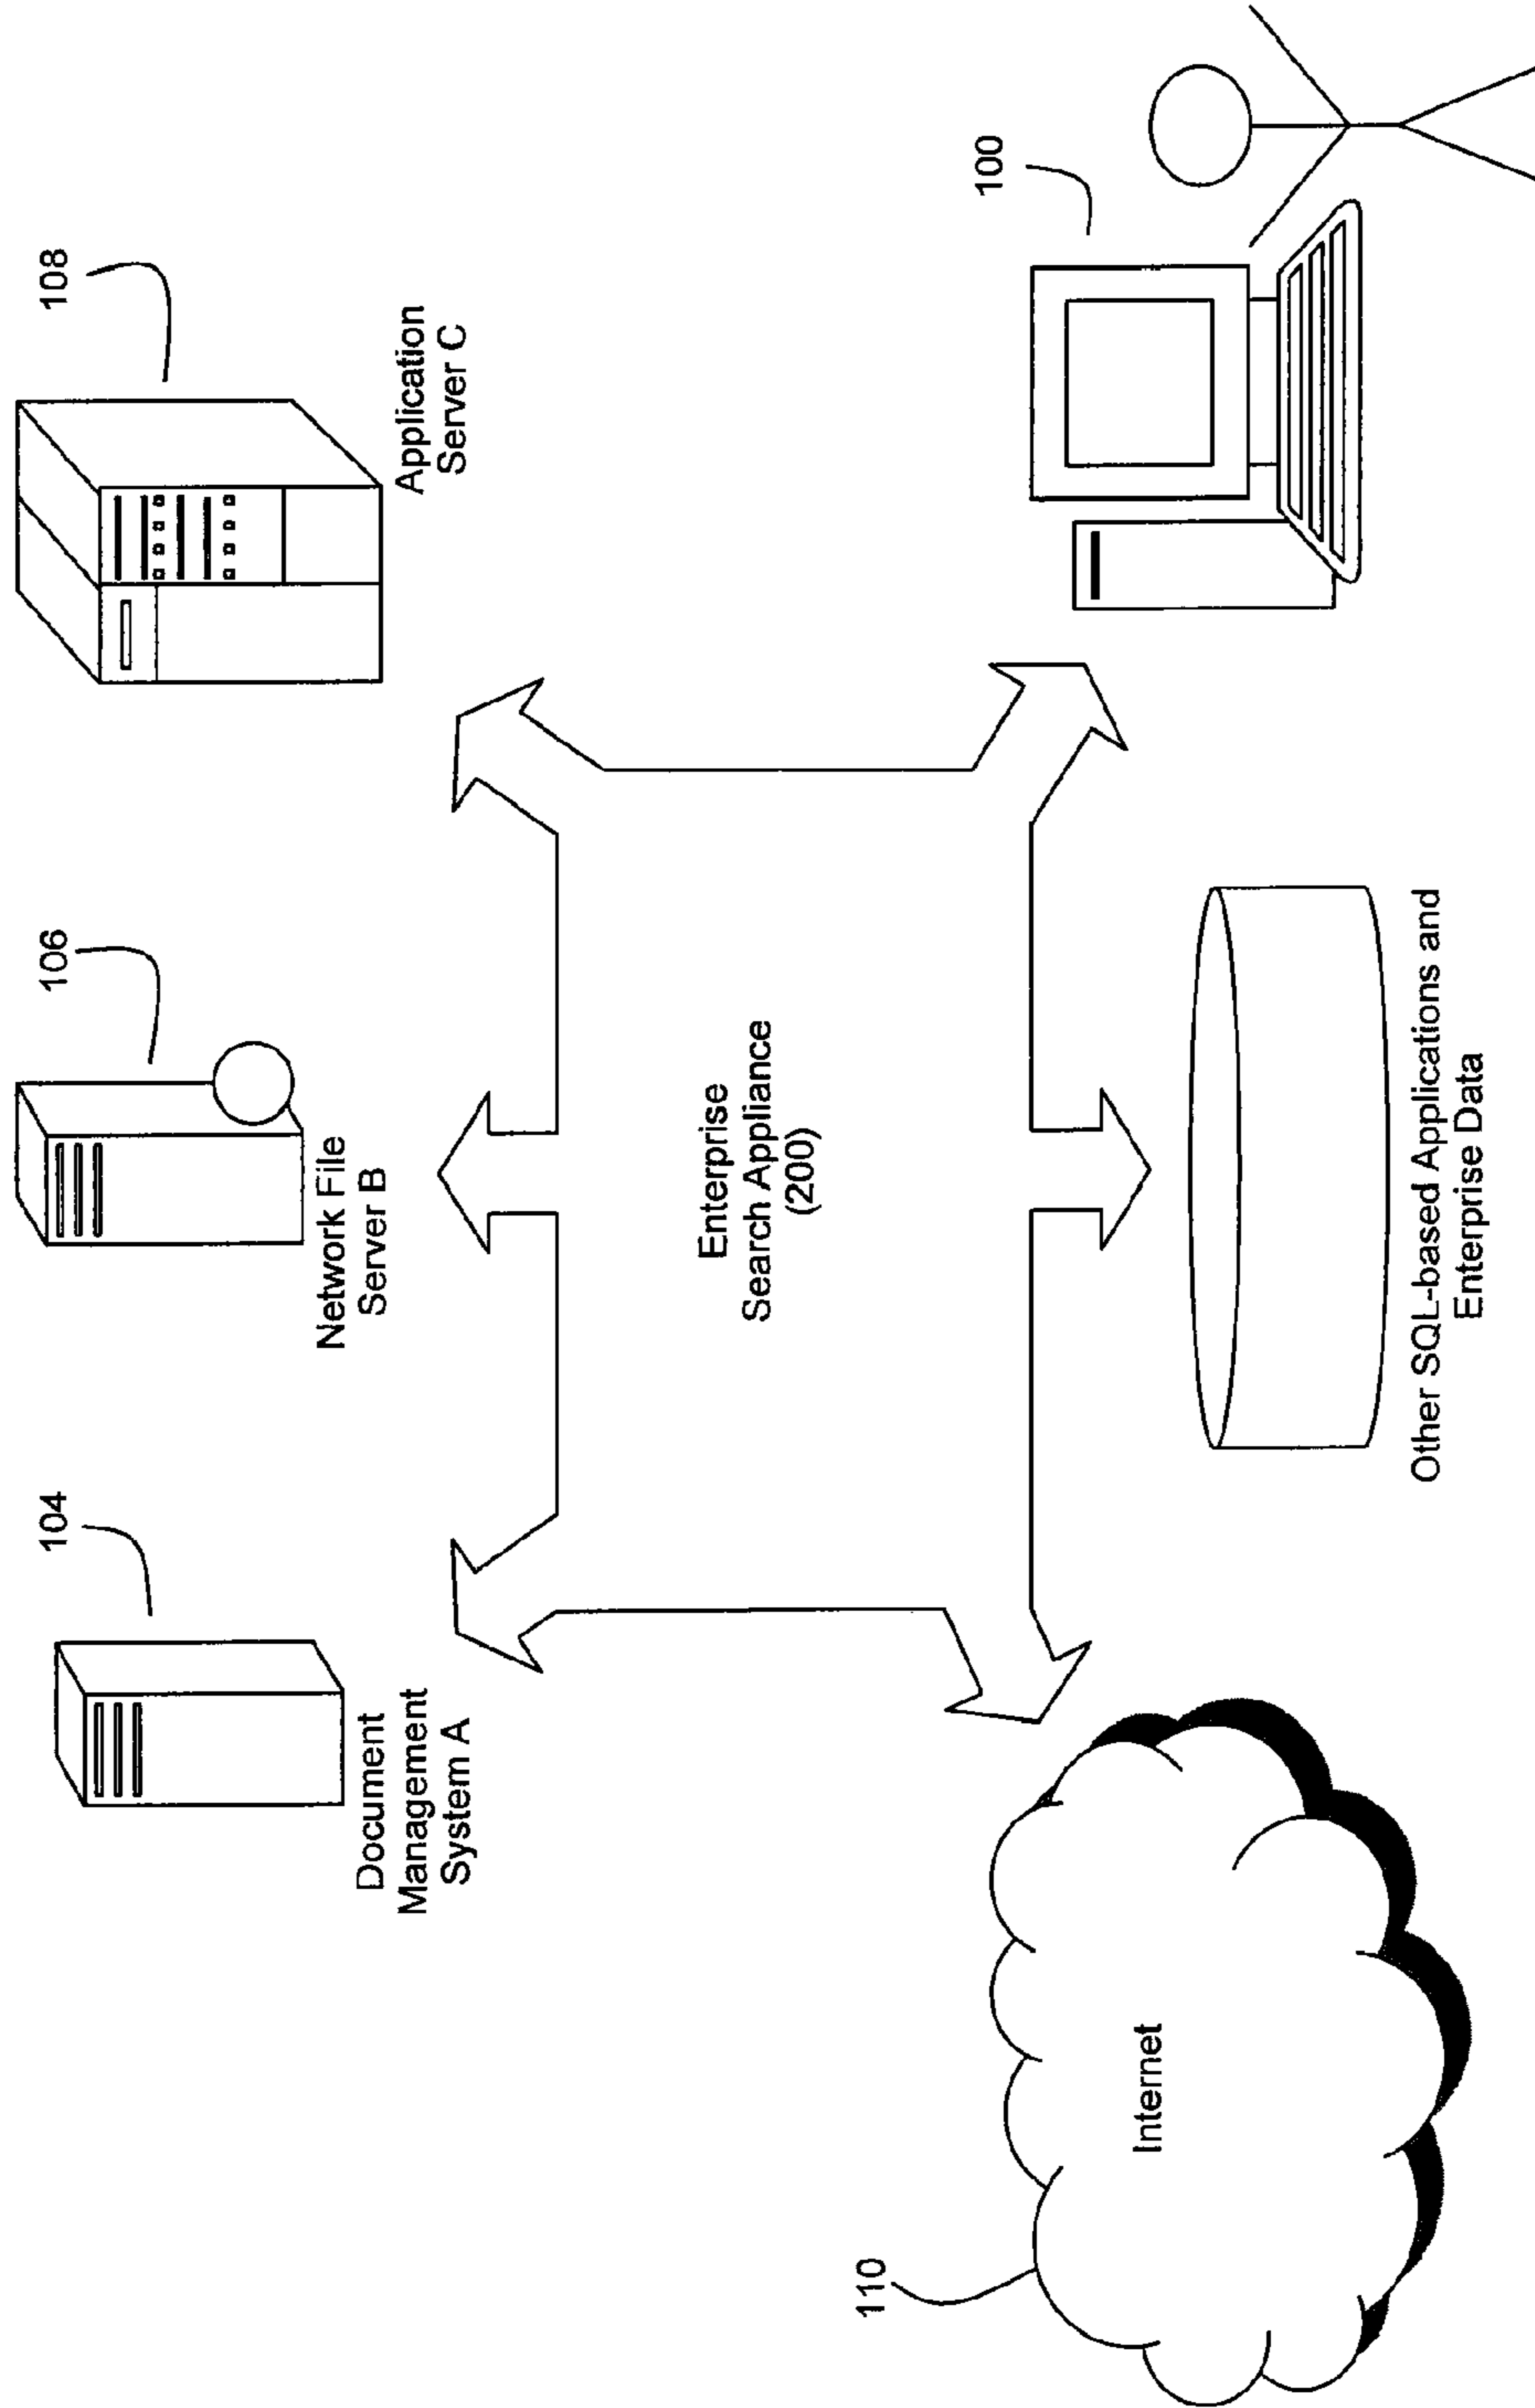 104
106
108
Document
Management
System A
Network File
Server B
Application
Server C
Enterprise
Search Appliance
(200)
110
Internet
Other SQL-based Applications and
Enterprise Data
100